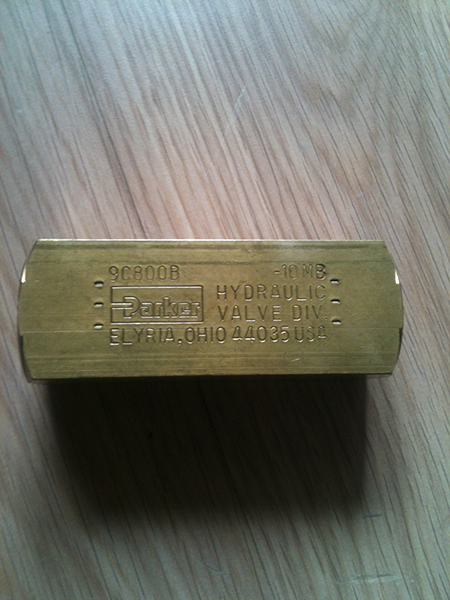 9C800B -10MB
Parker HYDRAULIC
VALVE DIV.
ELYRIA, OHIO 44035 USA